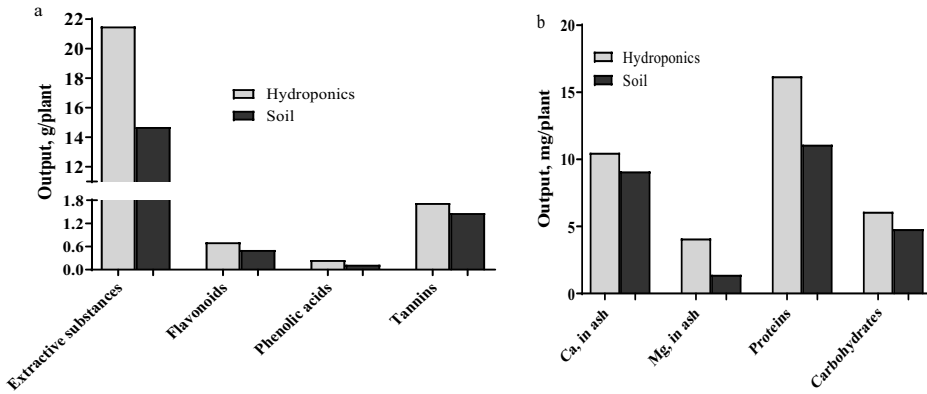 a
Output, g/plant
22
20
18
16
14
12
1.8
1.2
0.6
0.0
Hydroponics
Soil
Extractive substances
Flavonoids
Phenolic acids
Tannins
b
Output, mg/plant
20
15
10
5
0
Hydroponics
Soil
Ca, in ash
Mg, in ash
Proteins
Carbohydrates